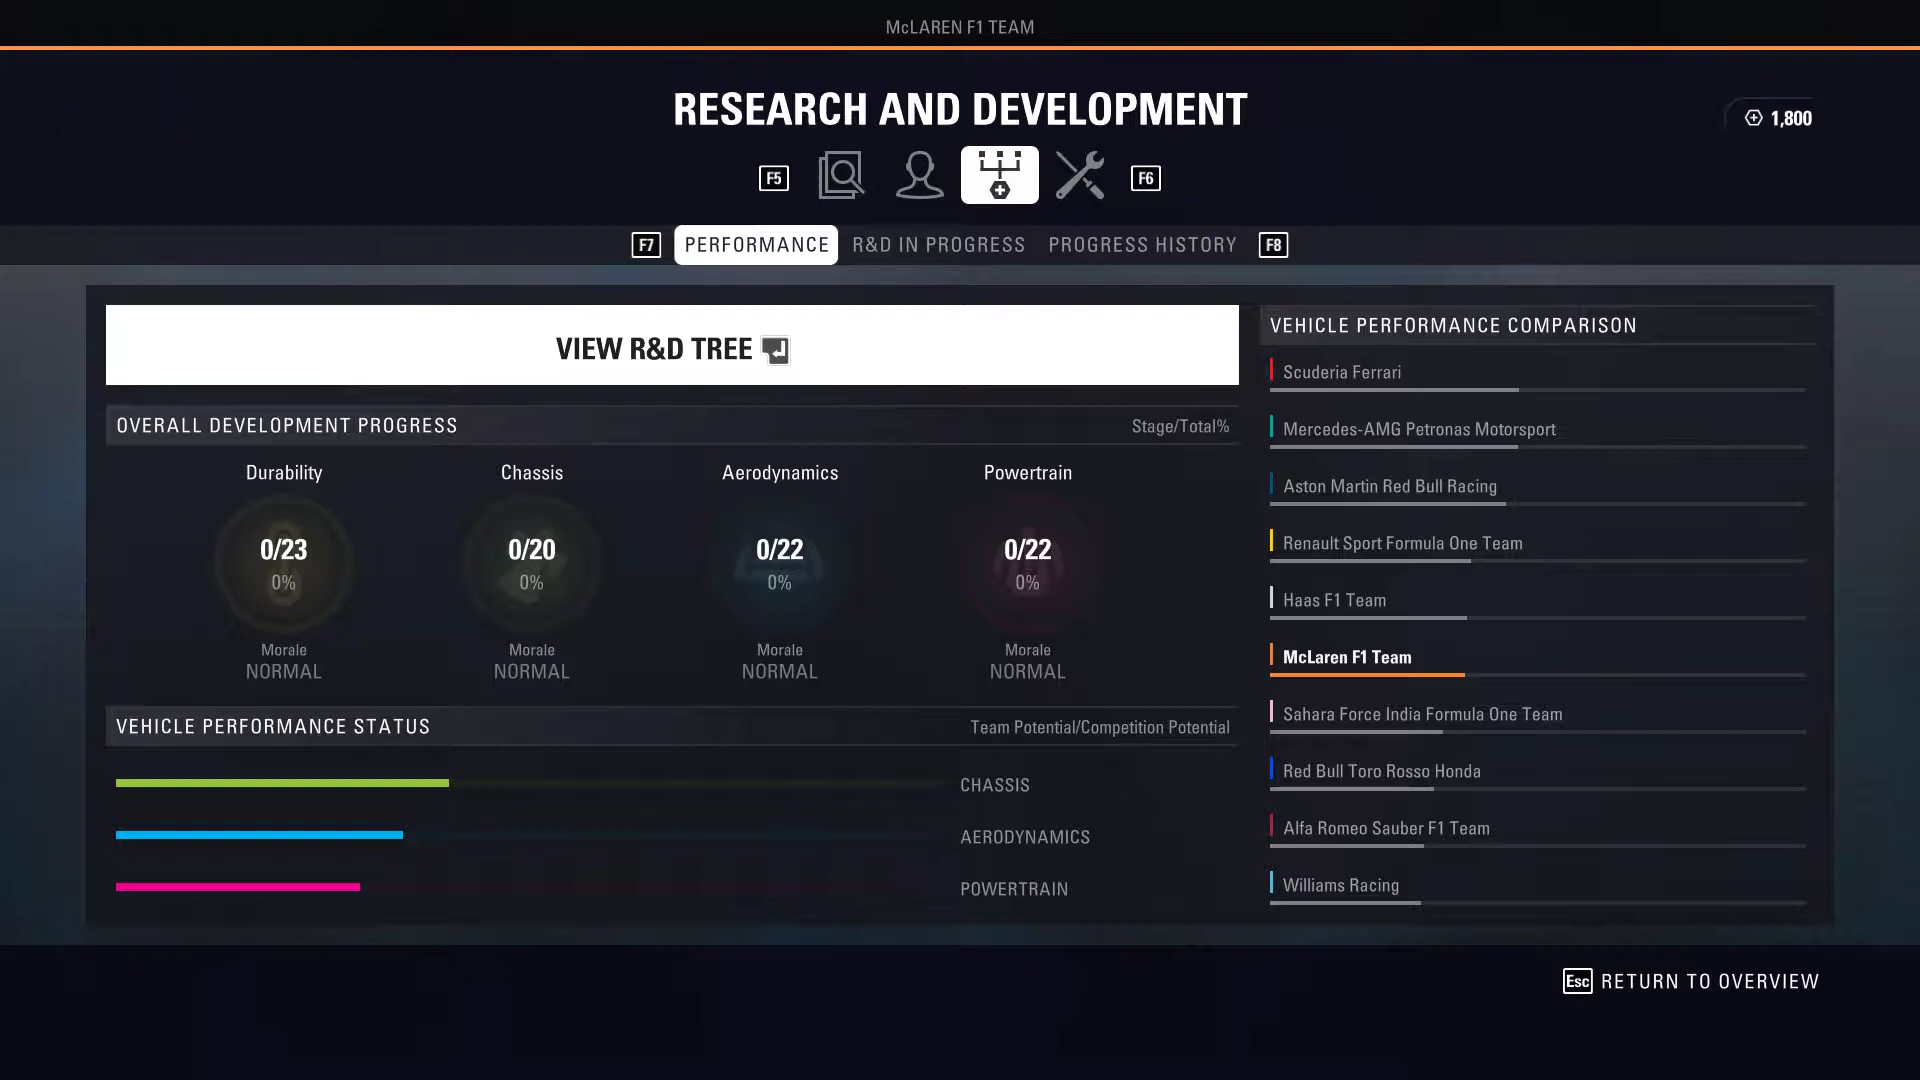 McLAREN F1 TEAM
RESEARCH AND DEVELOPMENT
1,800
F5
F6
F7 PERFORMANCE R&D IN PROGRESS PROGRESS HISTORY F8
VIEW R&D TREE
OVERALL DEVELOPMENT PROGRESS Stage/Total%
Durability Chassis Aerodynamics Powertrain
0/23 0/20 0/22 0/22
0% 0% 0% 0%
Morale Morale Morale Morale
NORMAL NORMAL NORMAL NORMAL
VEHICLE PERFORMANCE STATUS Team Potential/Competition Potential
CHASSIS
AERODYNAMICS
POWERTRAIN
VEHICLE PERFORMANCE COMPARISON
Scuderia Ferrari
Mercedes-AMG Petronas Motorsport
Aston Martin Red Bull Racing
Renault Sport Formula One Team
Haas F1 Team
McLaren F1 Team
Sahara Force India Formula One Team
Red Bull Toro Rosso Honda
Alfa Romeo Sauber F1 Team
Williams Racing
Esc RETURN TO OVERVIEW